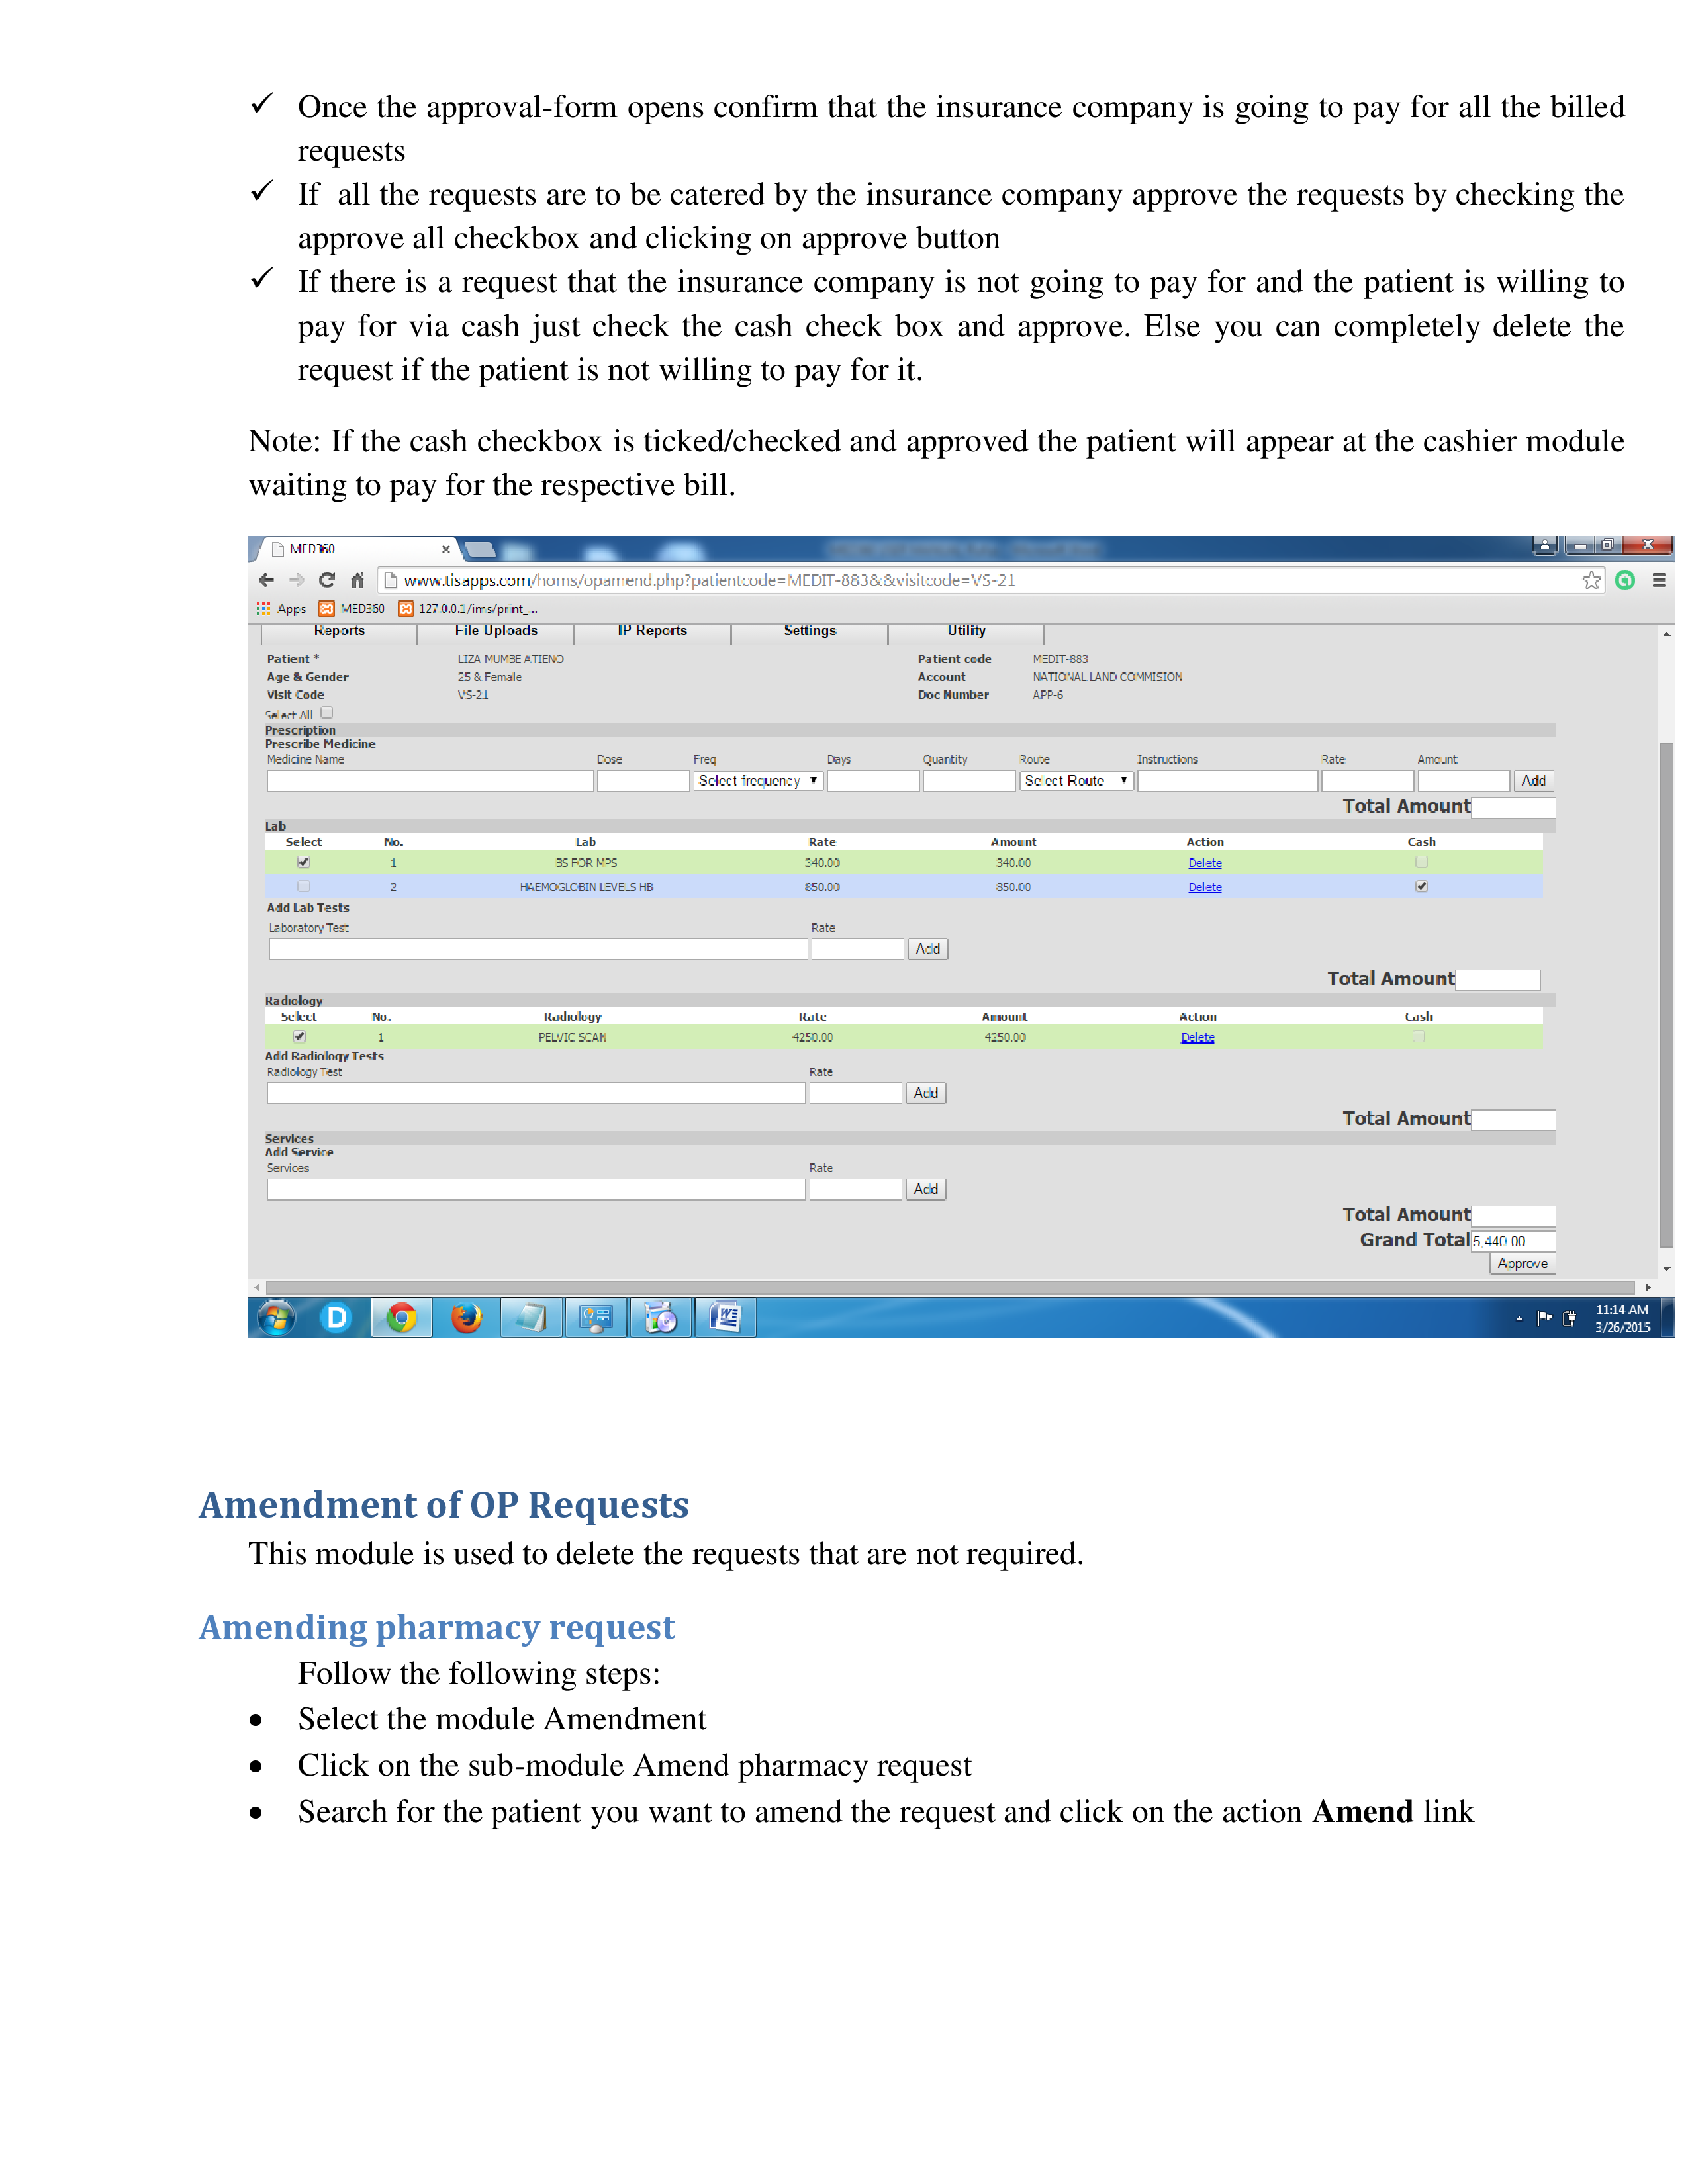 Once the approval-form opens confirm that the insurance company is going to pay for all the billed
requests
If all the requests are to be catered by the insurance company approve the requests by checking the
approve all checkbox and clicking on approve button
If there is a request that the insurance company is not going to pay for and the patient is willing to
pay for via cash just check the cash check box and approve. Else you can completely delete the
request if the patient is not willing to pay for it.
Note: If the cash checkbox is ticked/checked and approved the patient will appear at the cashier module
waiting to pay for the respective bill.
MED360
www.tisapps.com/homs/opamend.php?patientcode=MEDIT-883&&visitcode=VS-21
Apps MED360 127.0.0.1/ims/print_...
Reports File Uploads IP Reports Settings Utility
Patient * LIZA MUMBE ATIENO Patient code MEDIT-883
Age & Gender 25 & Female Account NATIONAL LAND COMMISION
Visit Code VS-21 Doc Number APP-6
Select All
Prescription
Prescribe Medicine
Medicine Name Dose Freq Days Quantity Route Instructions Rate Amount
Select frequency Select Route Add
Total Amount
Lab
Select No. Lab Rate Amount Action Cash
1 BS FOR MPS 340.00 340.00 Delete
2 HAEMOGLOBIN LEVELS HB 850.00 850.00 Delete
Add Lab Tests
Laboratory Test Rate
Add
Total Amount
Radiology
Select No. Radiology Rate Amount Action Cash
1 PELVIC SCAN 4250.00 4250.00 Delete
Add Radiology Tests
Radiology Test Rate
Add
Total Amount
Services
Add Service
Services Rate
Add
Total Amount
Grand Total 5,440.00
Approve
11:14 AM
3/26/2015
Amendment of OP Requests
This module is used to delete the requests that are not required.
Amending pharmacy request
Follow the following steps:
Select the module Amendment
Click on the sub-module Amend pharmacy request
Search for the patient you want to amend the request and click on the action Amend link